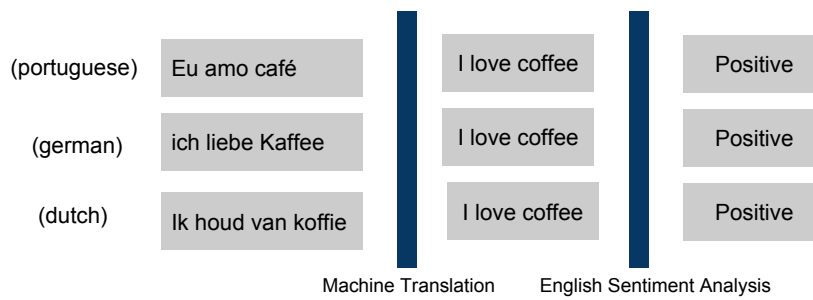 (portuguese) Eu amo café I love coffee Positive
(german) ich liebe Kaffee I love coffee Positive
(dutch) Ik houd van koffie I love coffee Positive
Machine Translation English Sentiment Analysis